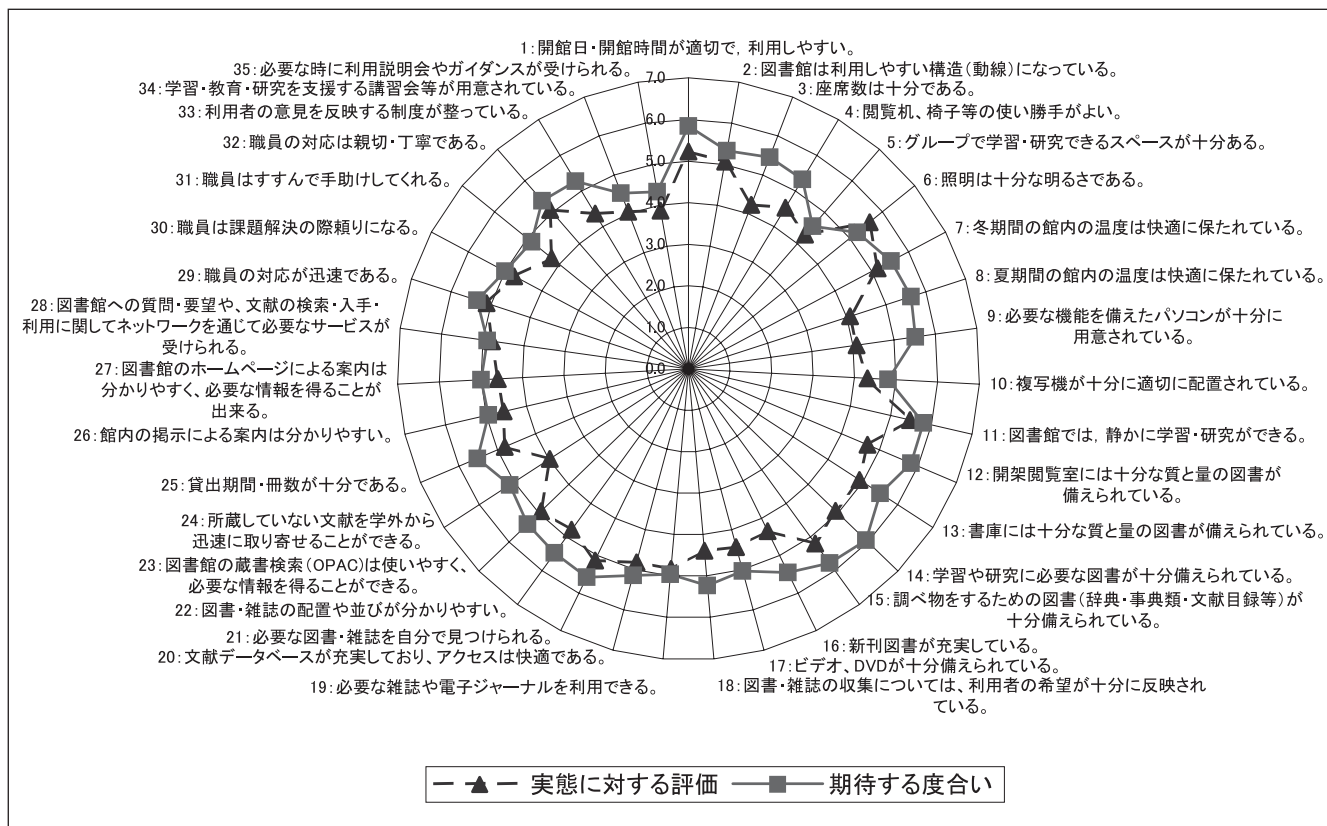 1：開館日・開館時間が適切で，利用しやすい。
2：図書館は利用しやすい構造（動線）になっている。
3：座席数は十分である。
4：閲覧机、椅子等の使い勝手がよい。
5：グループで学習・研究できるスペースが十分ある。
6：照明は十分な明るさである。
7：冬期間の館内の温度は快適に保たれている。
8：夏期間の館内の温度は快適に保たれている。
9：必要な機能を備えたパソコンが十分に
用意されている。
10：複写機が十分に適切に配置されている。
11：図書館では，静かに学習・研究ができる。
12：開架閲覧室には十分な質と量の図書が
備えられている。
13：書庫には十分な質と量の図書が備えられている。
14：学習や研究に必要な図書が十分備えられている。
15：調べ物をするための図書（辞典・事典類・文献目録等）が
十分備えられている。
16：新刊図書が充実している。
17：ビデオ、DVDが十分備えられている。
18：図書・雑誌の収集については、利用者の希望が十分に反映され
ている。
19：必要な雑誌や電子ジャーナルを利用できる。
20：文献データベースが充実しており、アクセスは快適である。
21：必要な図書・雑誌を自分で見つけられる。
22：図書・雑誌の配置や並びが分かりやすい。
23：図書館の蔵書検索（OPAC）は使いやすく、
必要な情報を得ることができる。
24：所蔵していない文献を学外から
迅速に取り寄せることができる。
25：貸出期間・冊数が十分である。
26：館内の掲示による案内は分かりやすい。
27：図書館のホームページによる案内は
分かりやすく、必要な情報を得ることが
出来る。
28：図書館への質問・要望や、文献の検索・入手・
利用に関してネットワークを通じて必要なサービスが
受けられる。
29：職員の対応が迅速である。
30：職員は課題解決の際頼りになる。
31：職員はすすんで手助けしてくれる。
32：職員の対応は親切・丁寧である。
33：利用者の意見を反映する制度が整っている。
34：学習・教育・研究を支援する講習会等が用意されている。
35：必要な時に利用説明会やガイダンスが受けられる。
7.0
6.0
5.0
4.0
3.0
2.0
1.0
0.0
実態に対する評価
期待する度合い